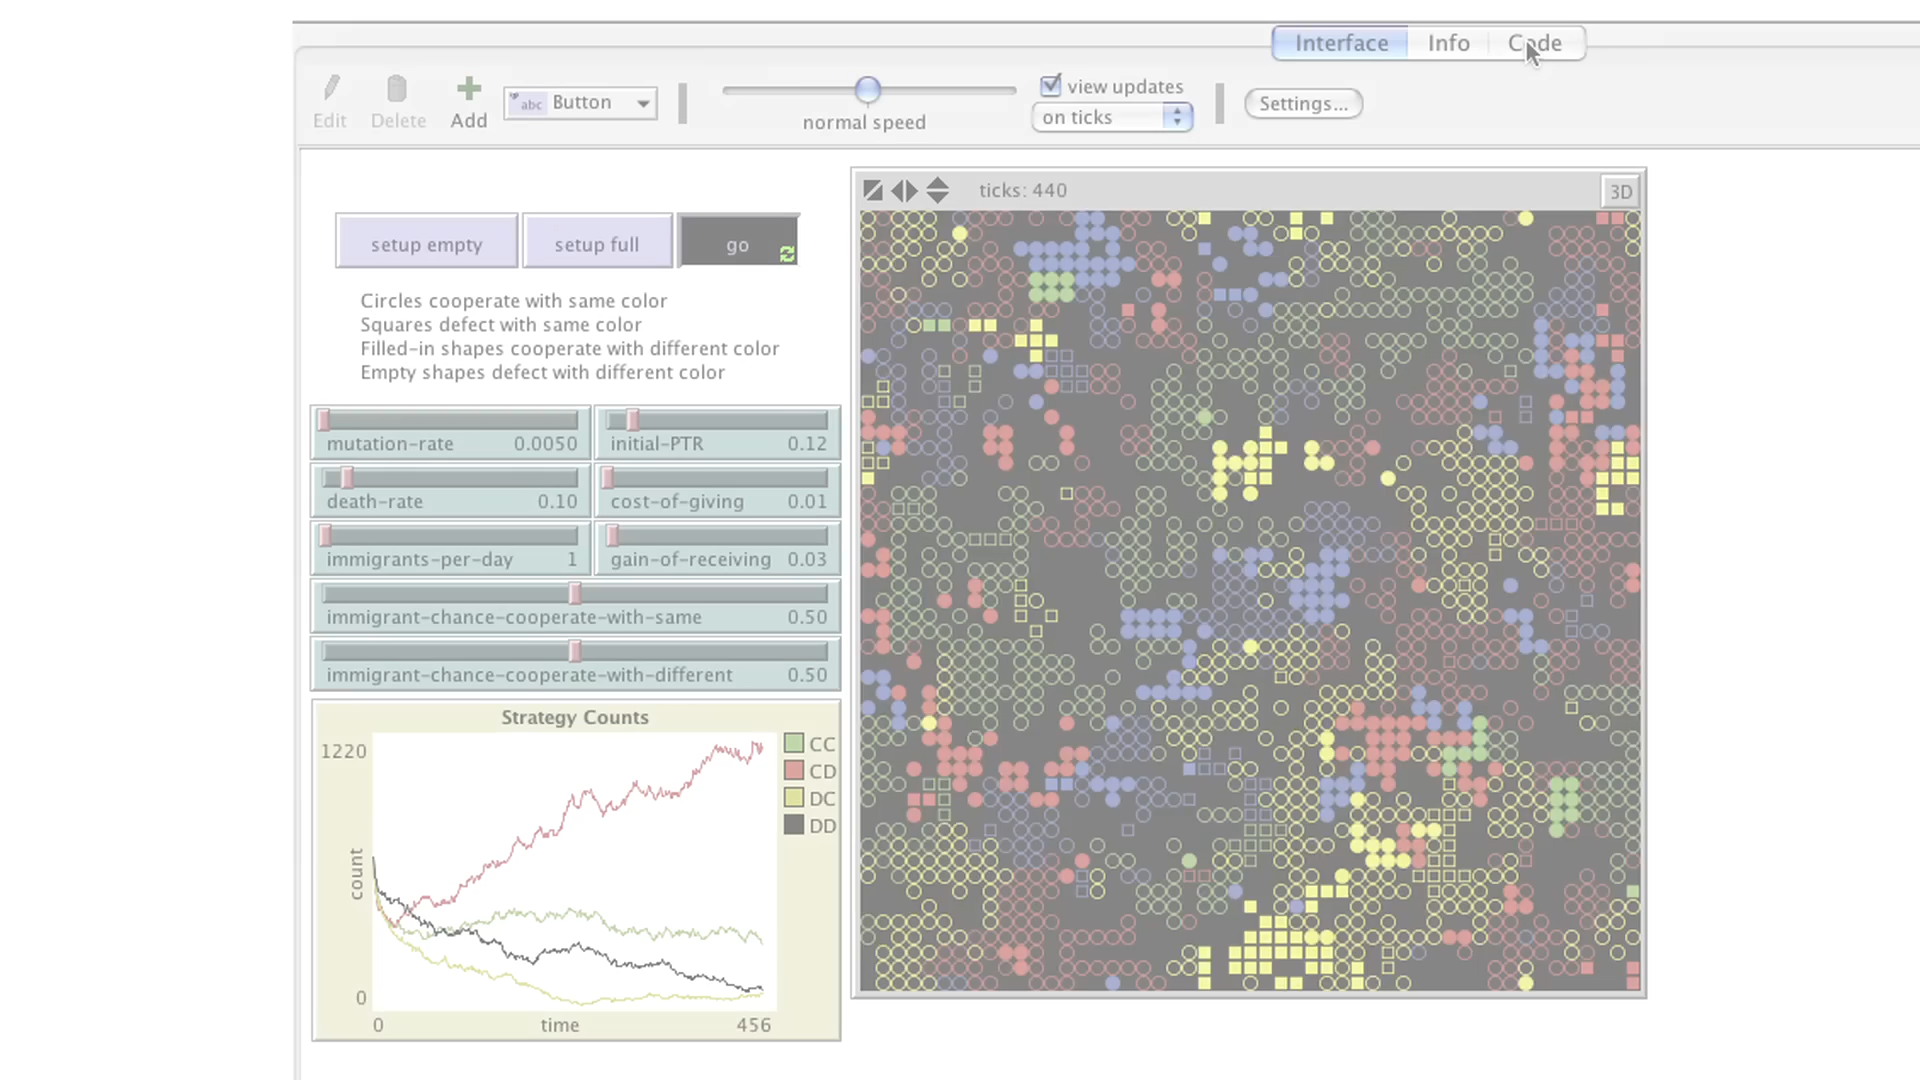 Interface Info Code
Edit Delete Add abc Button normal speed view updates on ticks Settings...
ticks: 440 3D
setup empty setup full go
Circles cooperate with same color
Squares defect with same color
Filled-in shapes cooperate with different color
Empty shapes defect with different color
mutation-rate 0.0050 initial-PTR 0.12
death-rate 0.10 cost-of-giving 0.01
immigrants-per-day 1 gain-of-receiving 0.03
immigrant-chance-cooperate-with-same 0.50
immigrant-chance-cooperate-with-different 0.50
Strategy Counts
1220
count
0
0 time 456
CC
CD
DC
DD